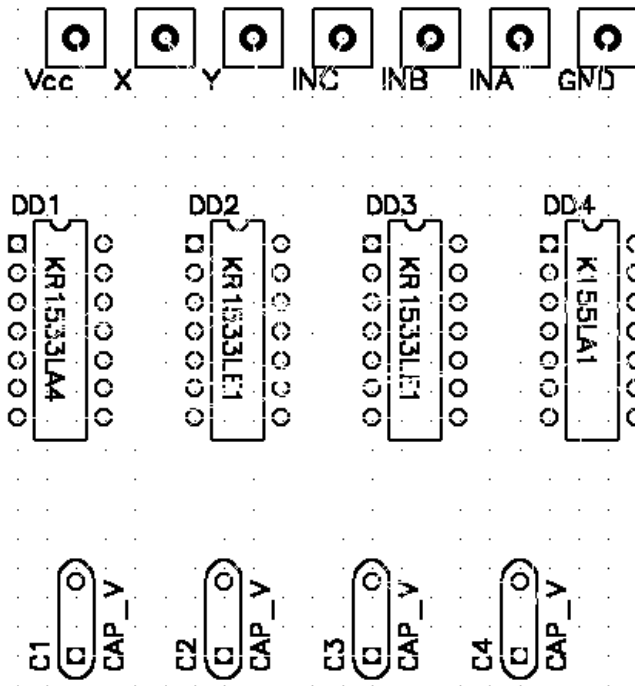 Vcc X Y INC INB INA GND
DD1 DD2 DD3 DD4
KR1533LA4
KR1533LE1
KR1533LE1
K155LA1
C1 CAP_V
C2 CAP_V
C3 CAP_V
C4 CAP_V